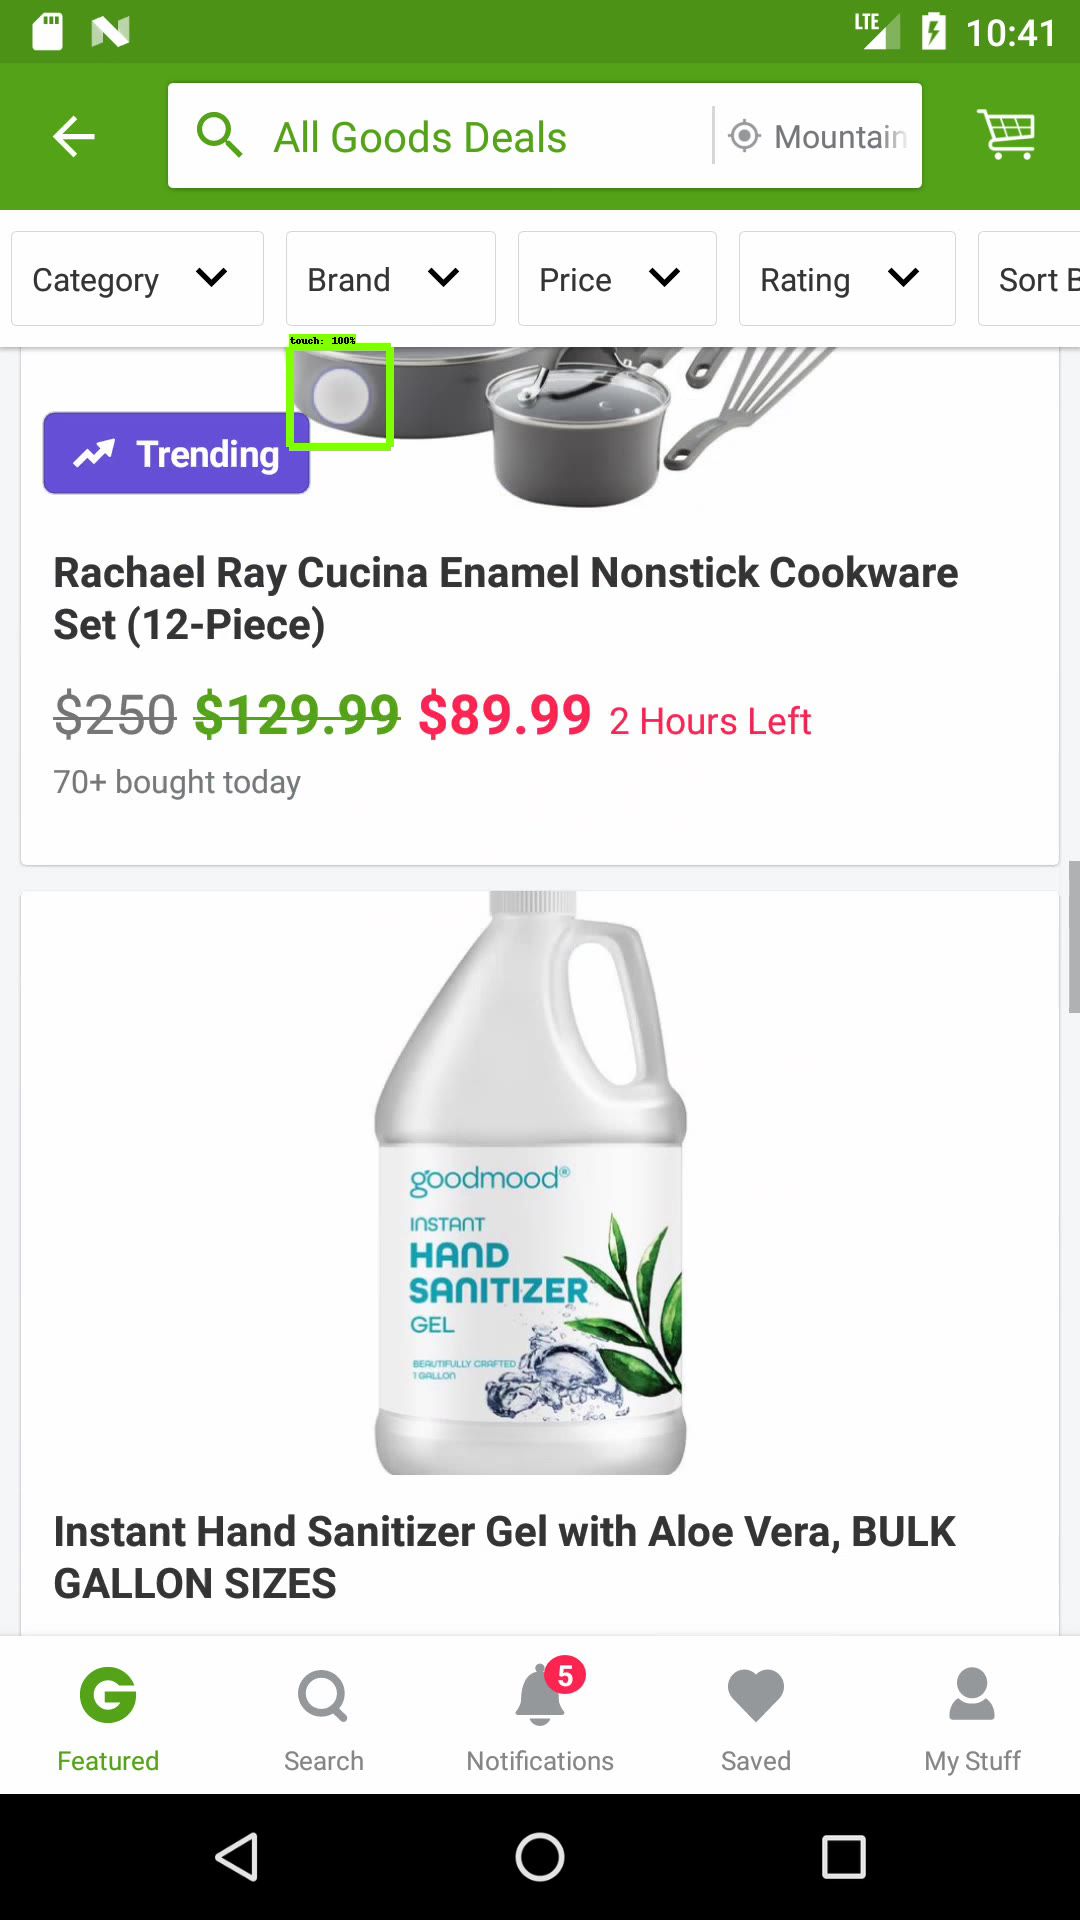 LTE 10:41
All Goods Deals Mountain
Category Brand Price Rating Sort B
touch: 100%
Trending
Rachael Ray Cucina Enamel Nonstick Cookware
Set (12-Piece)
$250 $129.99 $89.99 2 Hours Left
70+ bought today
goodmood®
INSTANT
HAND
SANITIZER
GEL
BEAUTIFULLY CRAFTED
1 GALLON
Instant Hand Sanitizer Gel with Aloe Vera, BULK
GALLON SIZES
5
Featured Search Notifications Saved My Stuff